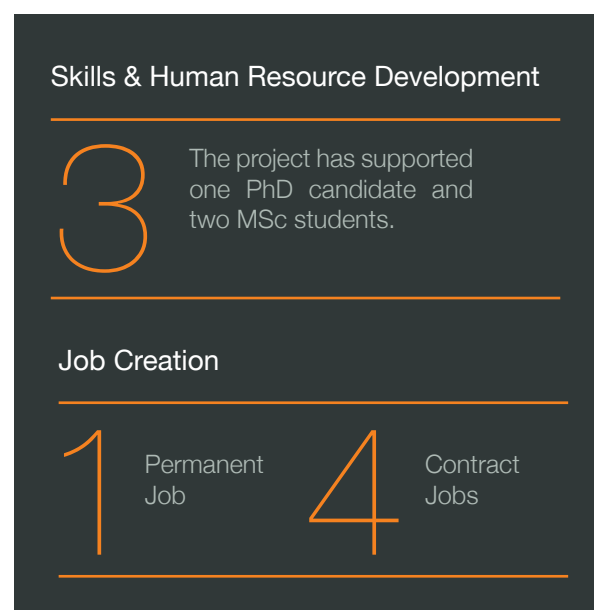 Skills & Human Resource Development
3
The project has supported
one PhD candidate and
two MSc students.
Job Creation
1
Permanent
Job
4
Contract
Jobs